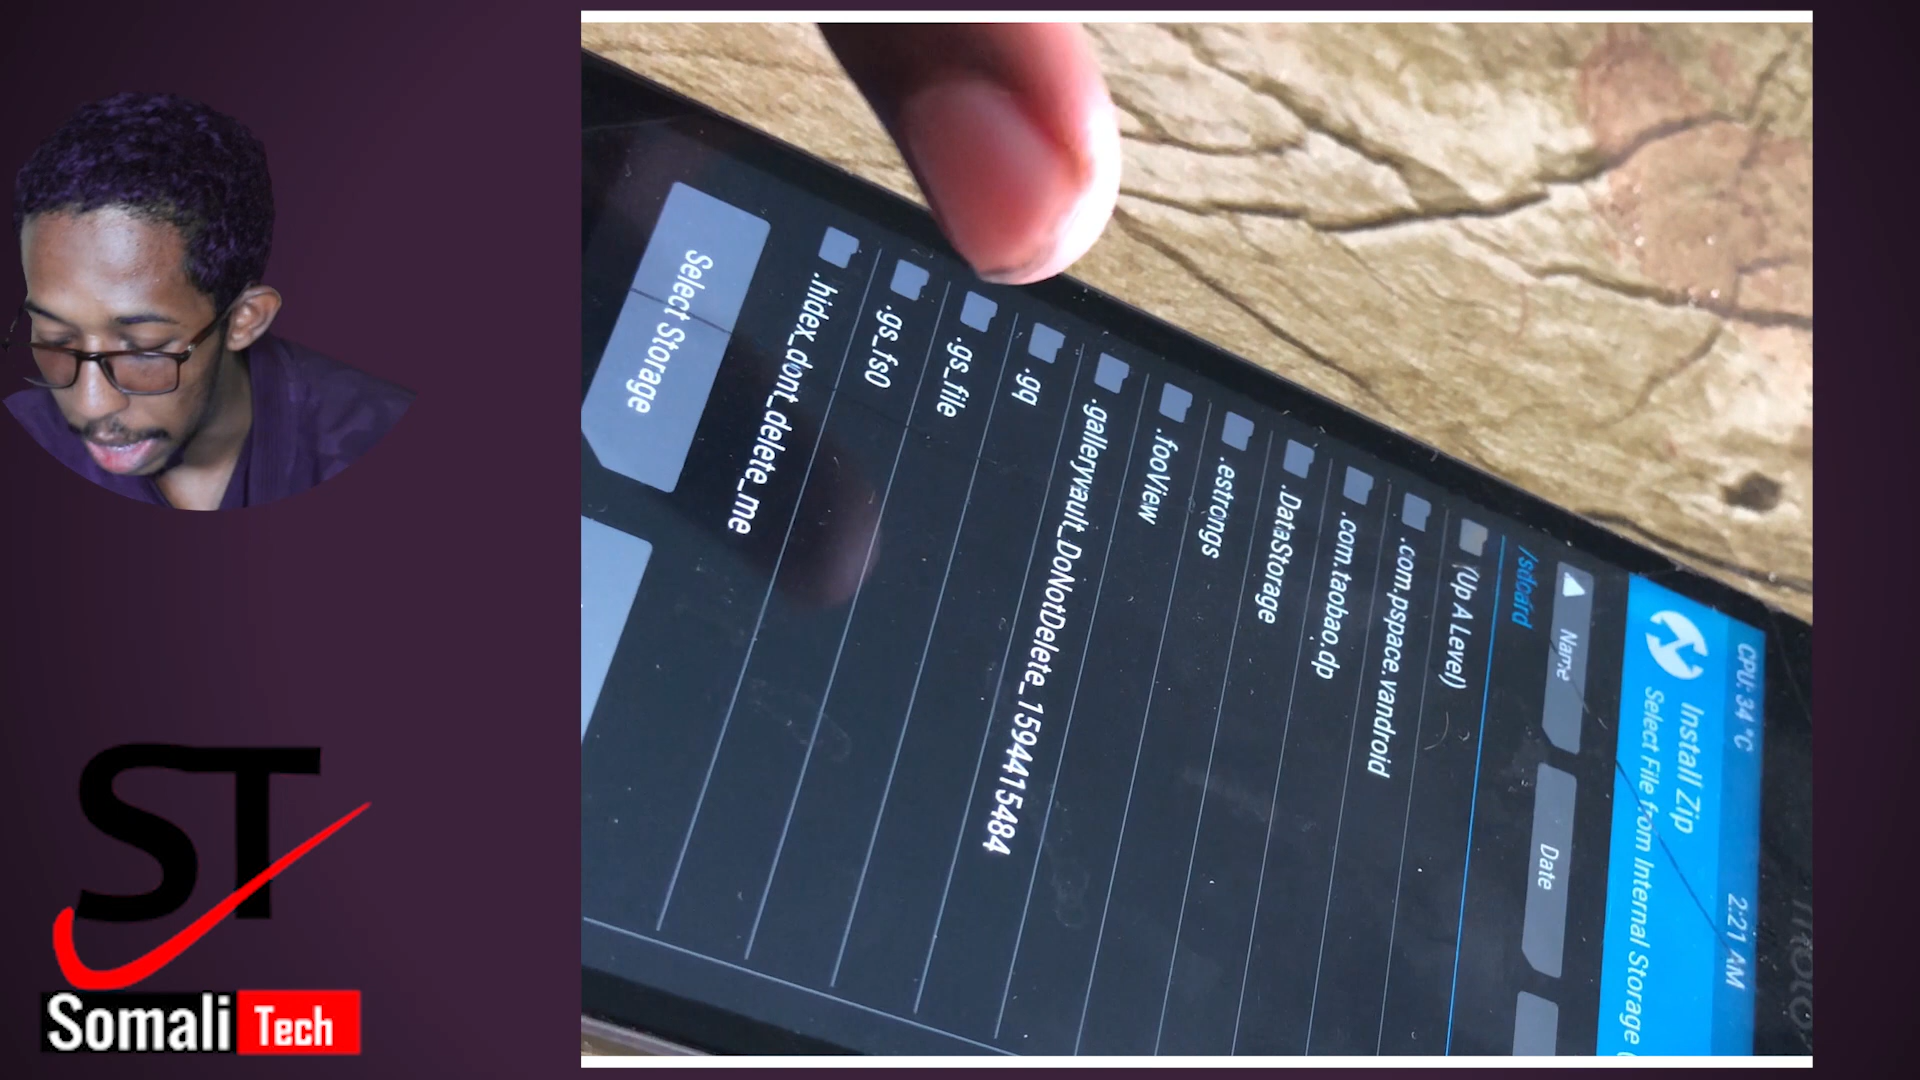 CPU: 34 °C
2:21 AM
Install Zip
Select File from Internal Storage
Name
Date
/sdcard
(Up A Level)
.com.pspace.vandroid
.com.taobao.dp
.DataStorage
.estrongs
.fooView
.galleryvault_DoNotDelete_1594415484
.gq
.gs_file
.gs_fs0
.hidex_dont_delete_me
Select Storage
ST
Somali Tech